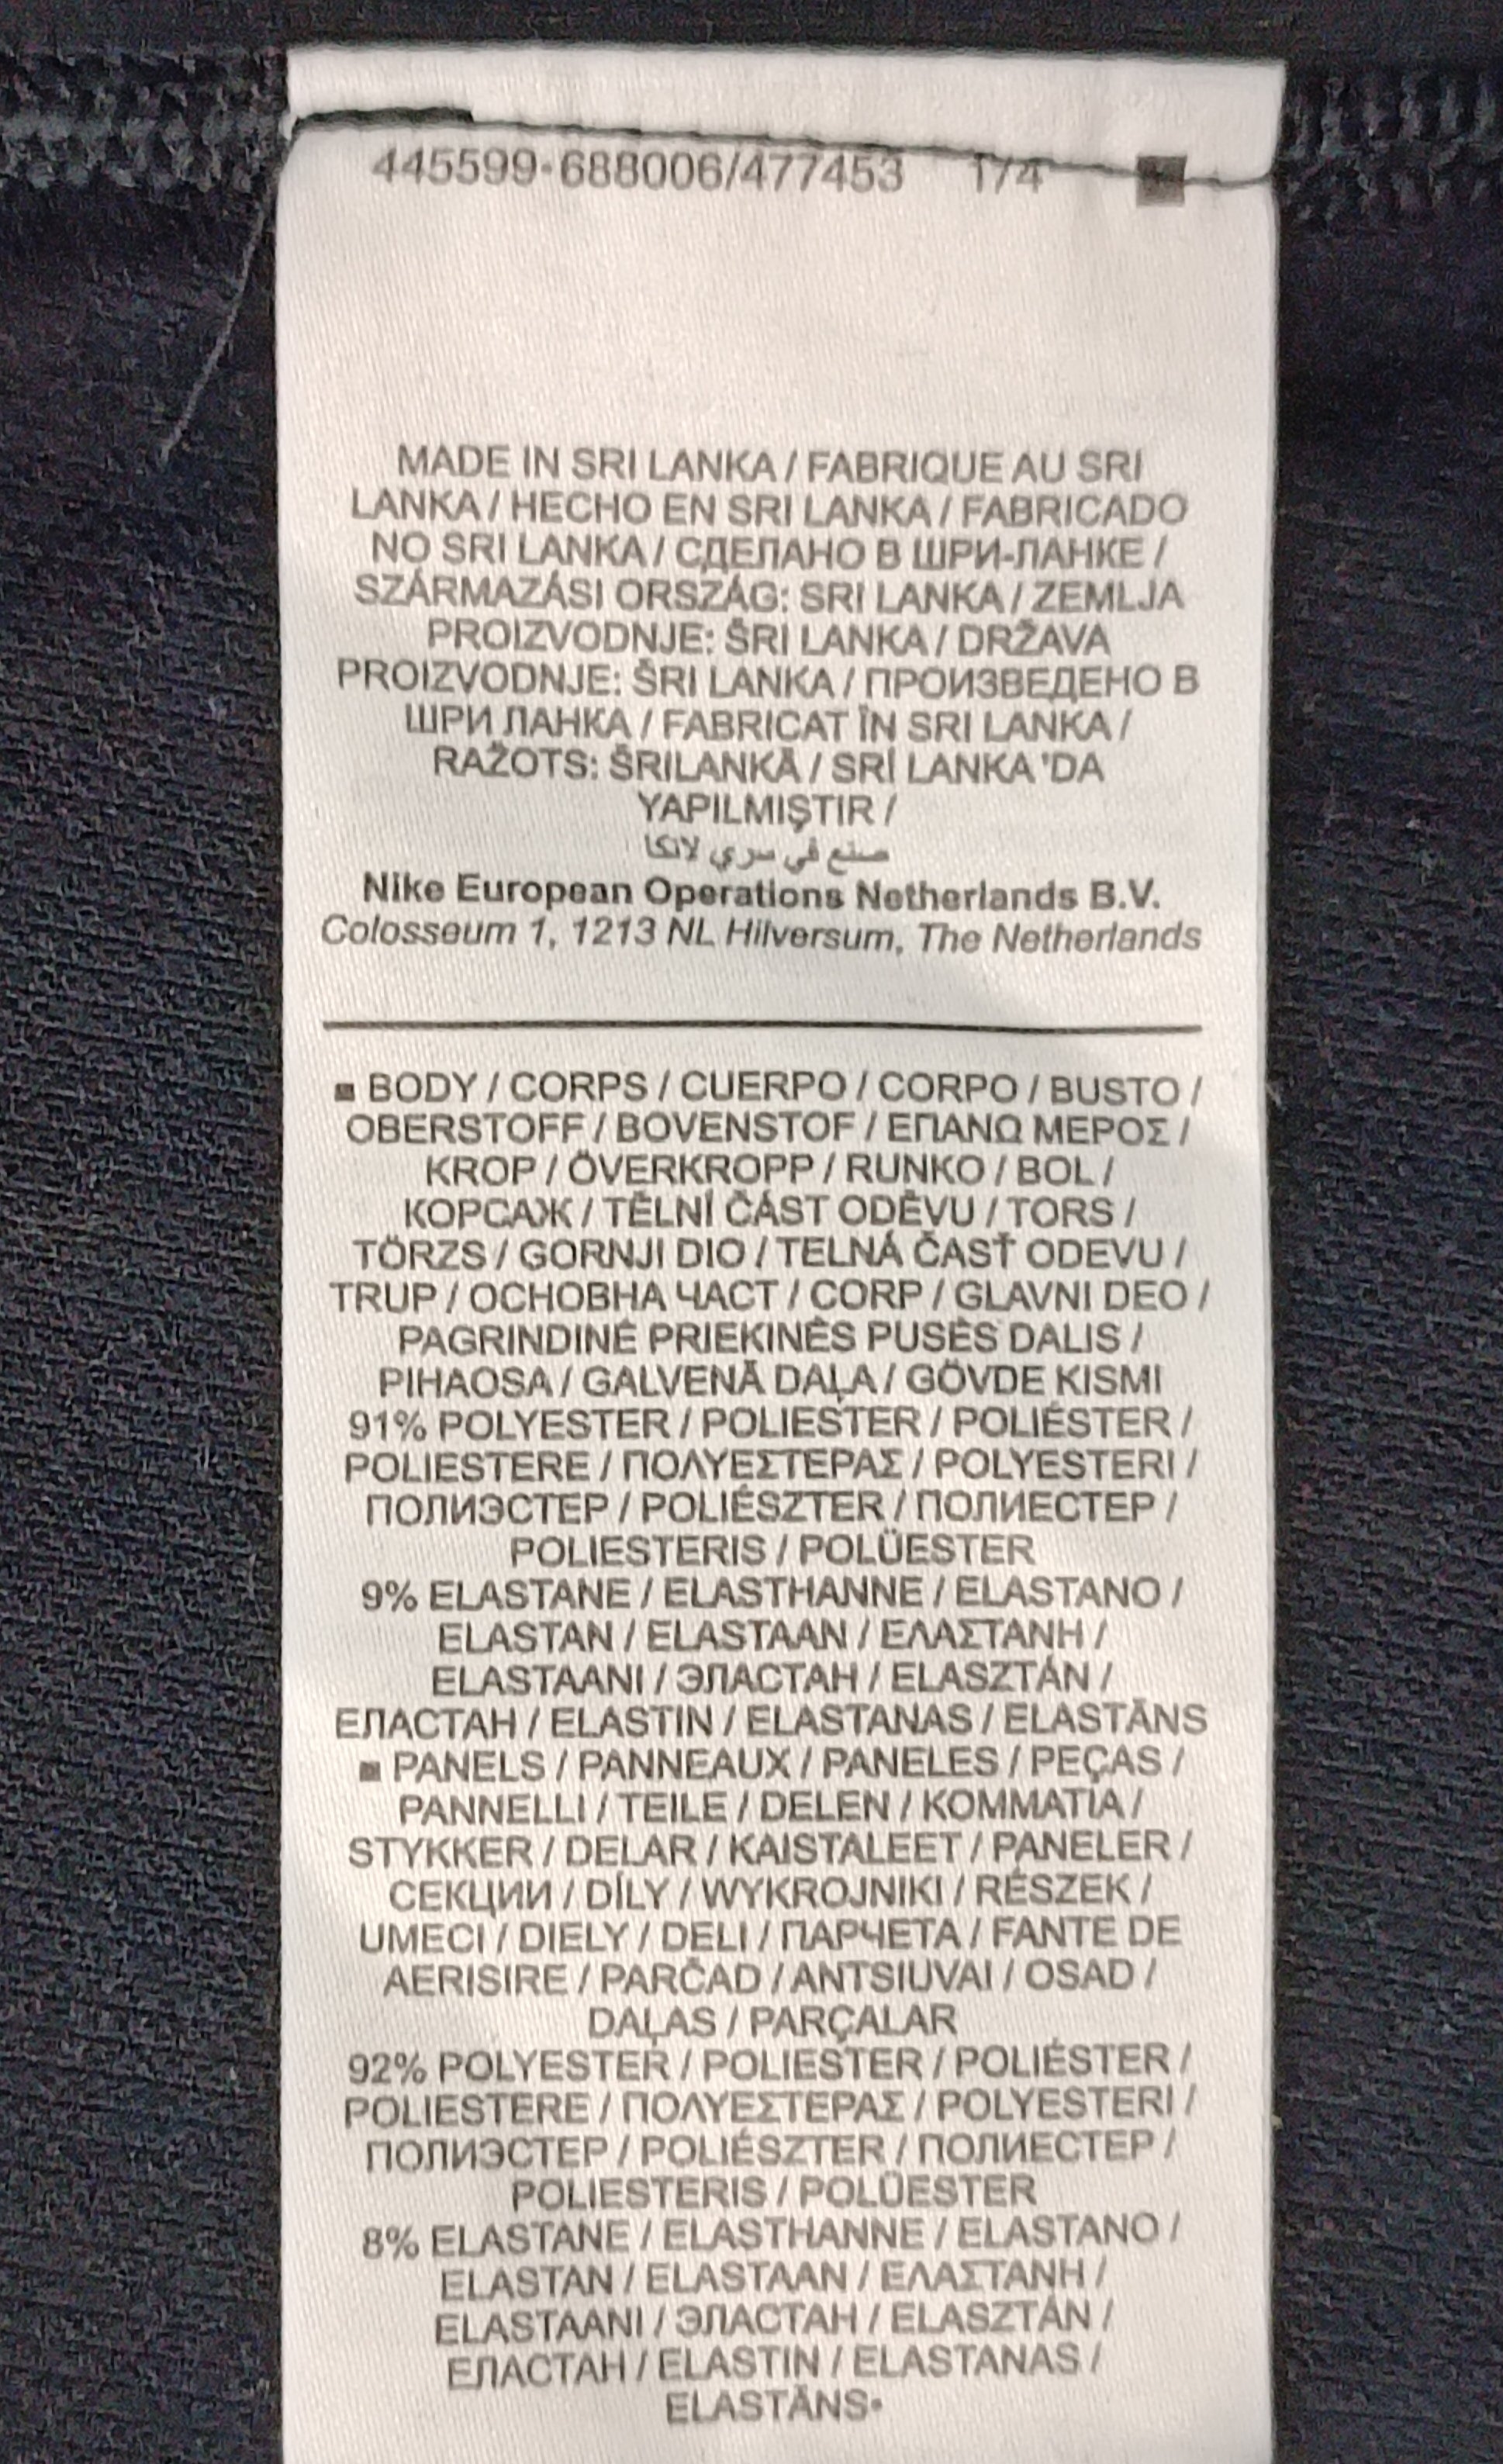 445599-688006/477453 1/4
MADE IN SRI LANKA / FABRIQUE AU SRI
LANKA / HECHO EN SRI LANKA / FABRICADO
NO SRI LANKA / СДЕЛАНО В ШРИ-ЛАНКЕ /
SZÁRMAZÁSI ORSZÁG: SRI LANKA / ZEMLJA
PROIZVODNJE: ŠRI LANKA / DRŽAVA
PROIZVODNJE: ŠRI LANKA / ПРОИЗВЕДЕНО В
ШРИ ЛАНКА / FABRICAT ÎN SRI LANKA /
RAŽOTS: ŠRILANKĀ / SRİ LANKA 'DA
YAPILMIŞTIR /
صنع في سري لانكا
Nike European Operations Netherlands B.V.
Colosseum 1, 1213 NL Hilversum, The Netherlands
■ BODY / CORPS / CUERPO / CORPO / BUSTO /
OBERSTOFF / BOVENSTOF / ΕΠΑΝΩ ΜΕΡΟΣ /
KROP / ÖVERKROPP / RUNKO / BOL /
КОРСАЖ / TĚLNÍ ČÁST ODĚVU / TORS /
TÖRZS / GORNJI DIO / TELNÁ ČASŤ ODEVU /
TRUP / ОСНОВНА ЧАСТ / CORP / GLAVNI DEO /
PAGRINDINĖ PRIEKINĖS PUSĖS DALIS /
PIHAOSA / GALVENĀ DAĻA / GÖVDE KISMI
91% POLYESTER / POLIESTER / POLIÉSTER /
POLIESTERE / ΠΟΛΥΕΣΤΕΡΑΣ / POLYESTERI /
ПОЛИЭСТЕР / POLIÉSZTER / ПОЛИЕСТЕР /
POLIESTERIS / POLÜESTER
9% ELASTANE / ELASTHANNE / ELASTANO /
ELASTAN / ELASTAAN / ΕΛΑΣΤΑΝΗ /
ELASTAANI / ЭЛАСТАН / ELASZTÁN /
ЕЛАСТАН / ELASTIN / ELASTANAS / ELASTĀNS
■ PANELS / PANNEAUX / PANELES / PEÇAS /
PANNELLI / TEILE / DELEN / ΚΟΜΜΑΤΙΑ /
STYKKER / DELAR / KAISTALEET / PANELER /
СЕКЦИИ / DÍLY / WYKROJNIKI / RÉSZEK /
UMECI / DIELY / DELI / ПАРЧЕТА / FANTE DE
AERISIRE / PARČAD / ANTSIUVAI / OSAD /
DAĻAS / PARÇALAR
92% POLYESTER / POLIESTER / POLIÉSTER /
POLIESTERE / ΠΟΛΥΕΣΤΕΡΑΣ / POLYESTERI /
ПОЛИЭСТЕР / POLIÉSZTER / ПОЛИЕСТЕР /
POLIESTERIS / POLÜESTER
8% ELASTANE / ELASTHANNE / ELASTANO /
ELASTAN / ELASTAAN / ΕΛΑΣΤΑΝΗ /
ELASTAANI / ЭЛАСТАН / ELASZTÁN /
ЕЛАСТАН / ELASTIN / ELASTANAS /
ELASTĀNS•